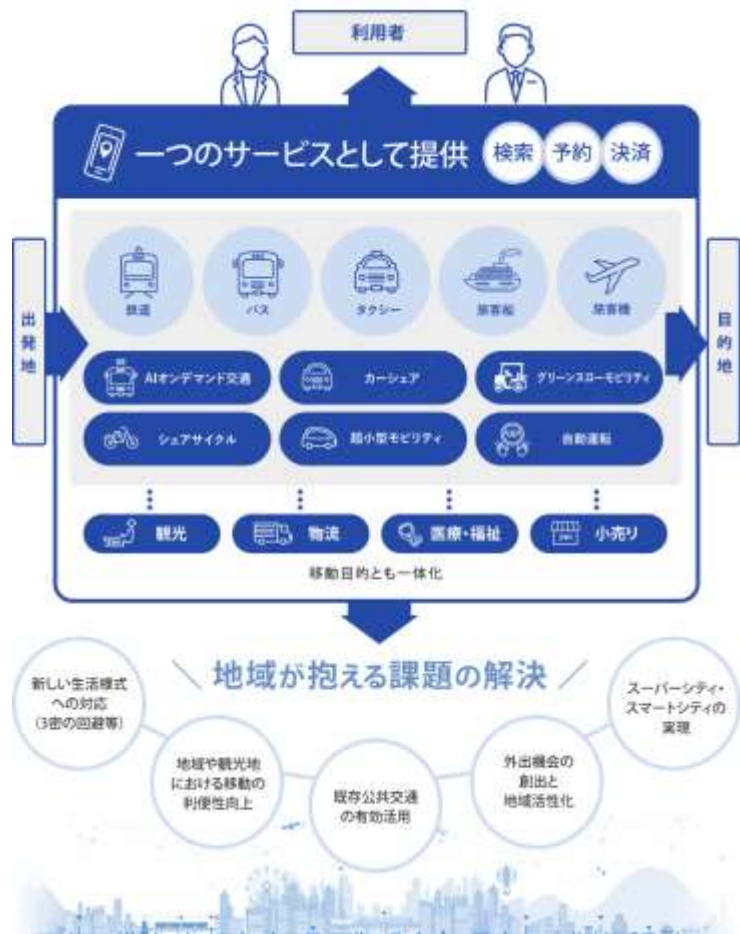 利用者
一つのサービスとして提供
検索
予約
決済
出発地
目的地
鉄道
バス
タクシー
旅客船
旅客機
AIオンデマンド交通
カーシェア
グリーンスローモビリティ
シェアサイクル
超小型モビリティ
自動運転
観光
物流
医療・福祉
小売り
移動目的とも一体化
地域が抱える課題の解決
新しい生活様式
への対応
(3密の回避等)
地域や観光地
における移動の
利便性向上
既存公共交通
の有効活用
外出機会の
創出と
地域活性化
スーパーシティ・
スマートシティの
実現